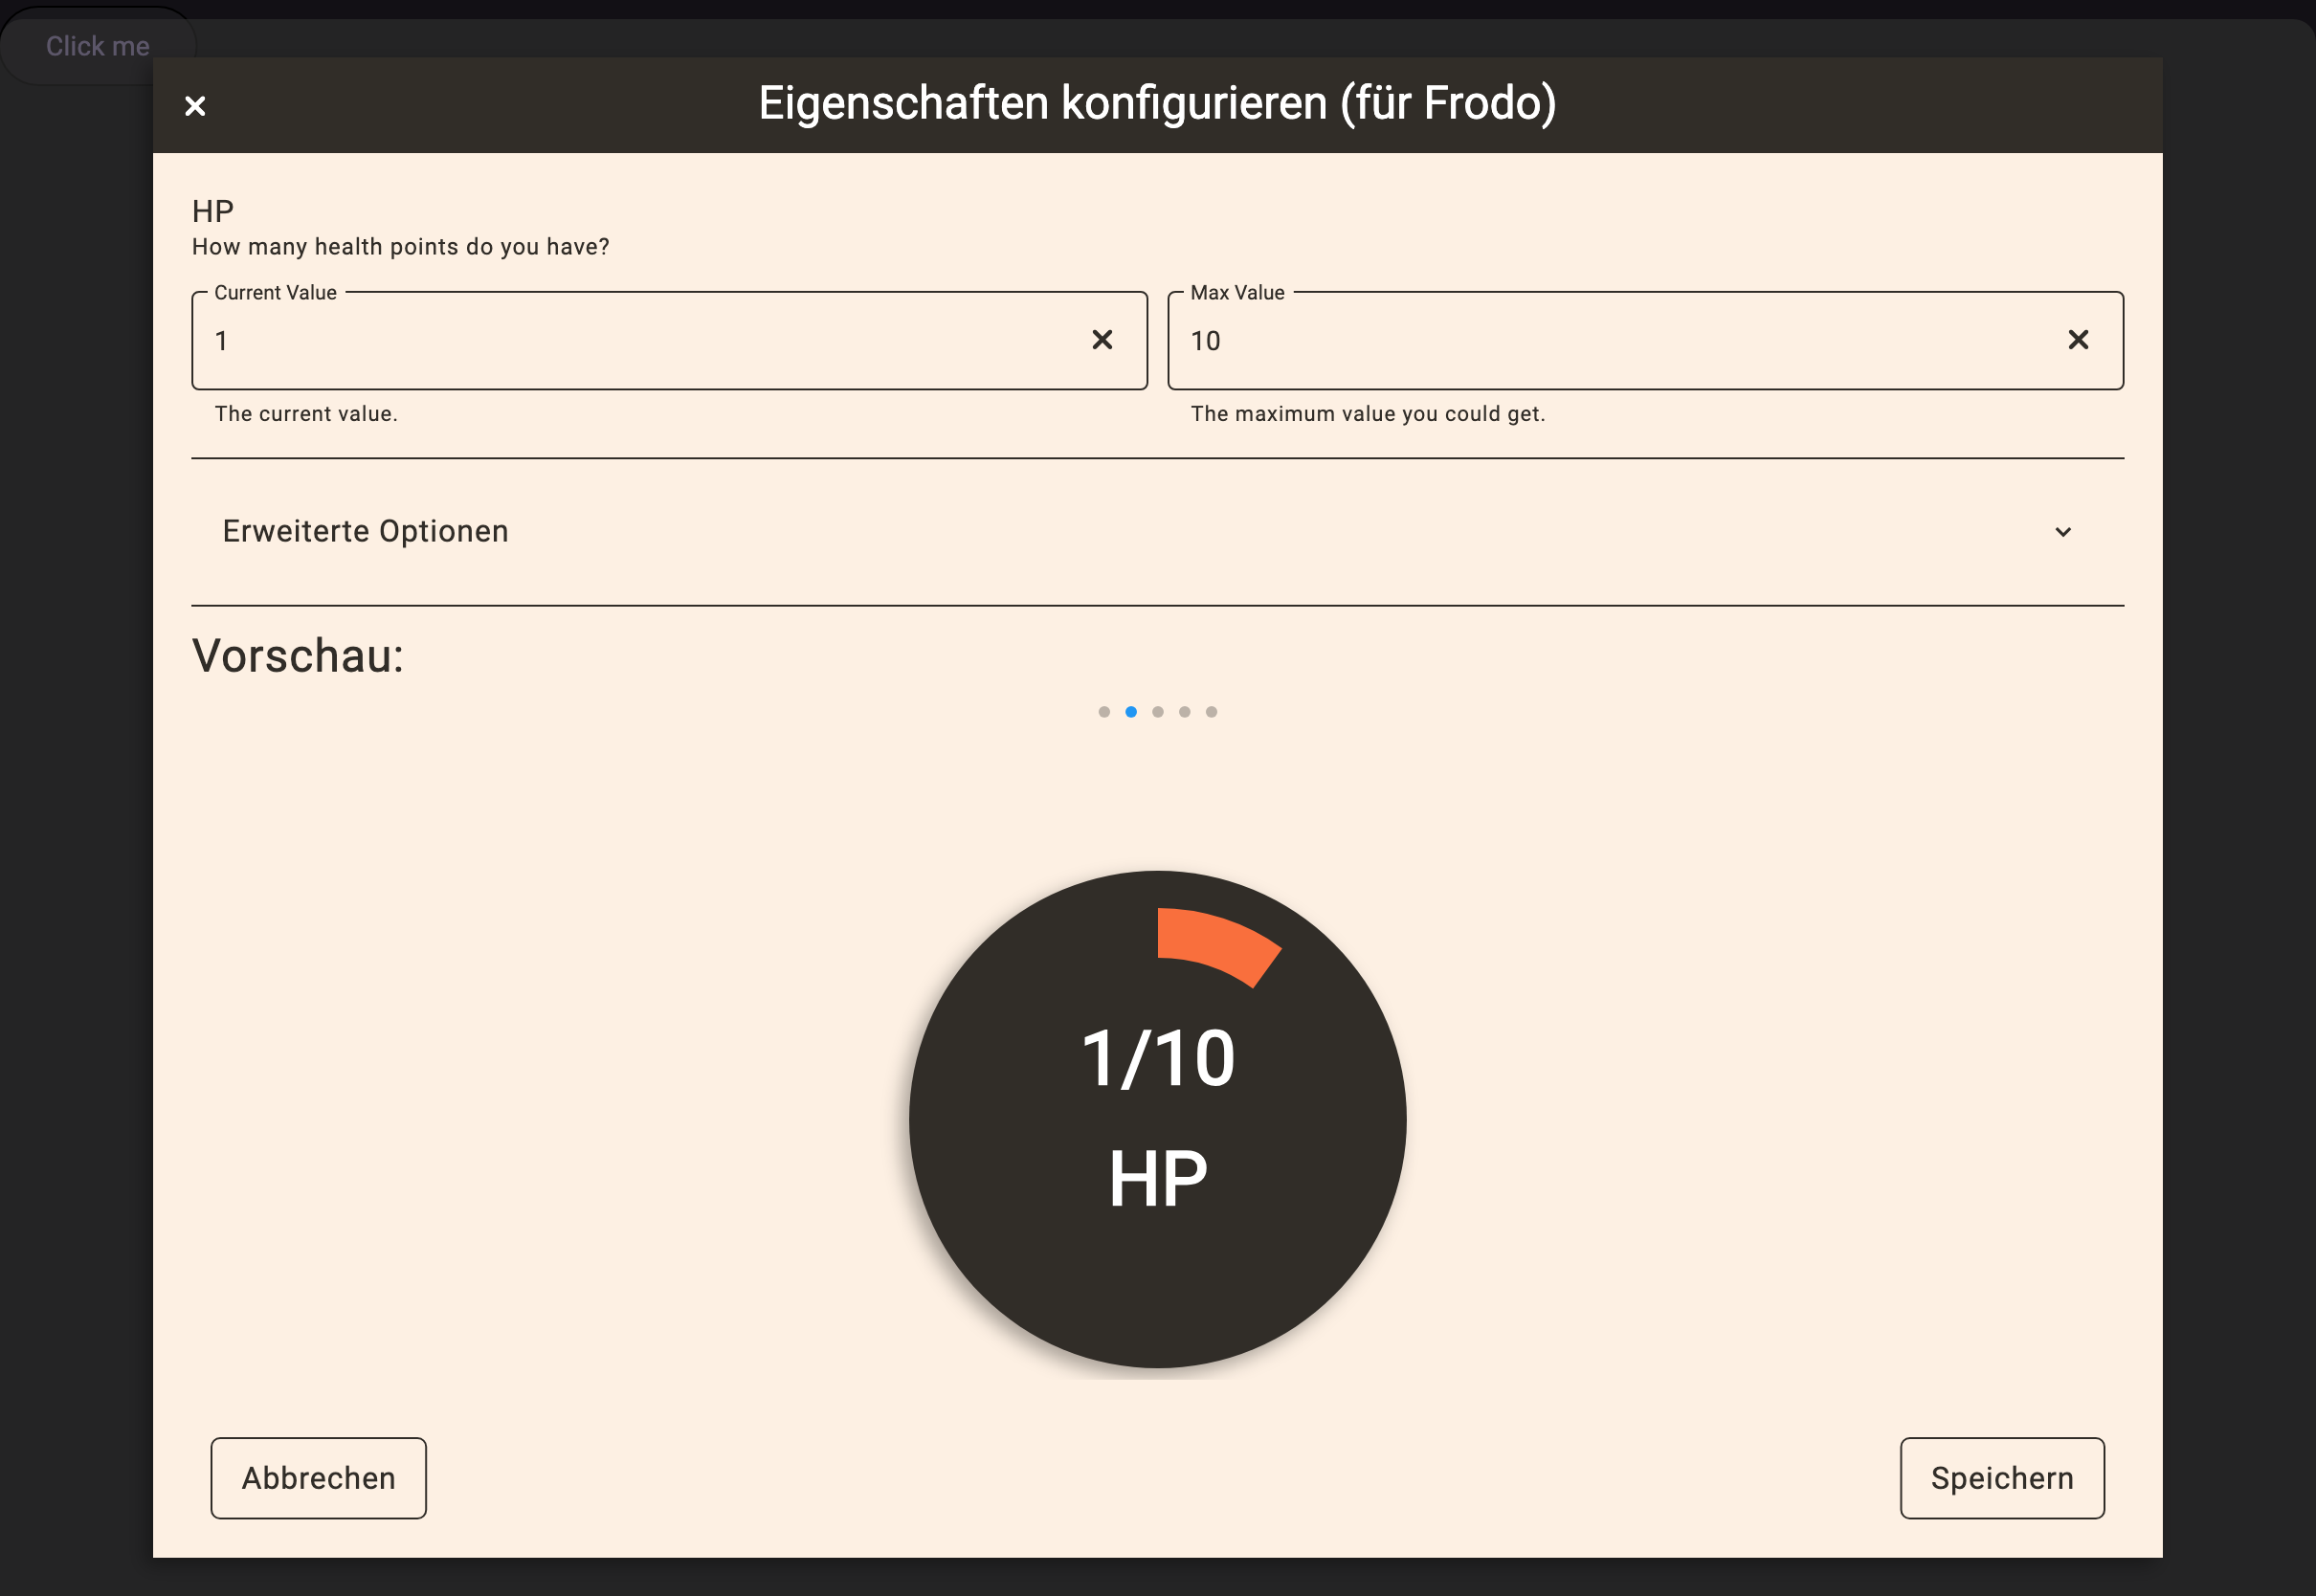 Click me
Eigenschaften konfigurieren (für Frodo)
HP
How many health points do you have?
Current Value
1
The current value.
Max Value
10
The maximum value you could get.
Erweiterte Optionen
Vorschau:
1/10
HP
Abbrechen
Speichern